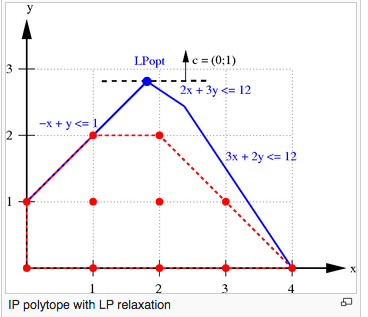 y
LPopt
c = (0;1)
3
2x + 3y <= 12
−x + y <= 1
2
3x + 2y <= 12
1
x
1 2 3 4
IP polytope with LP relaxation